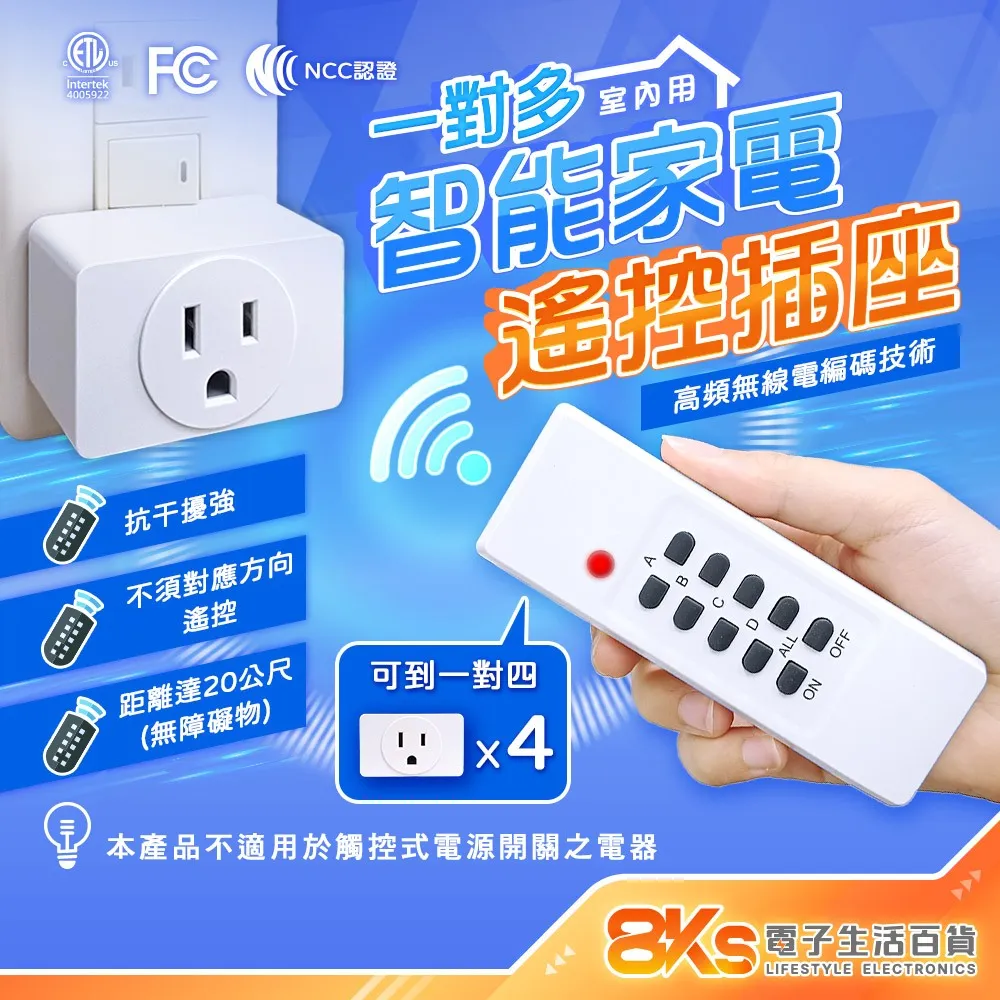 C ETL US
LISTED
Intertek
4005922
FC
NCC認證
一對多
室內用
智能家電
遙控插座
高頻無線電編碼技術
抗干擾強
不須對應方向
遙控
距離達20公尺
(無障礙物)
可到一對四
x4
A
B
C
D
ALL
OFF
ON
本產品不適用於觸控式電源開關之電器
8Ks 電子生活百貨
LIFESTYLE ELECTRONICS